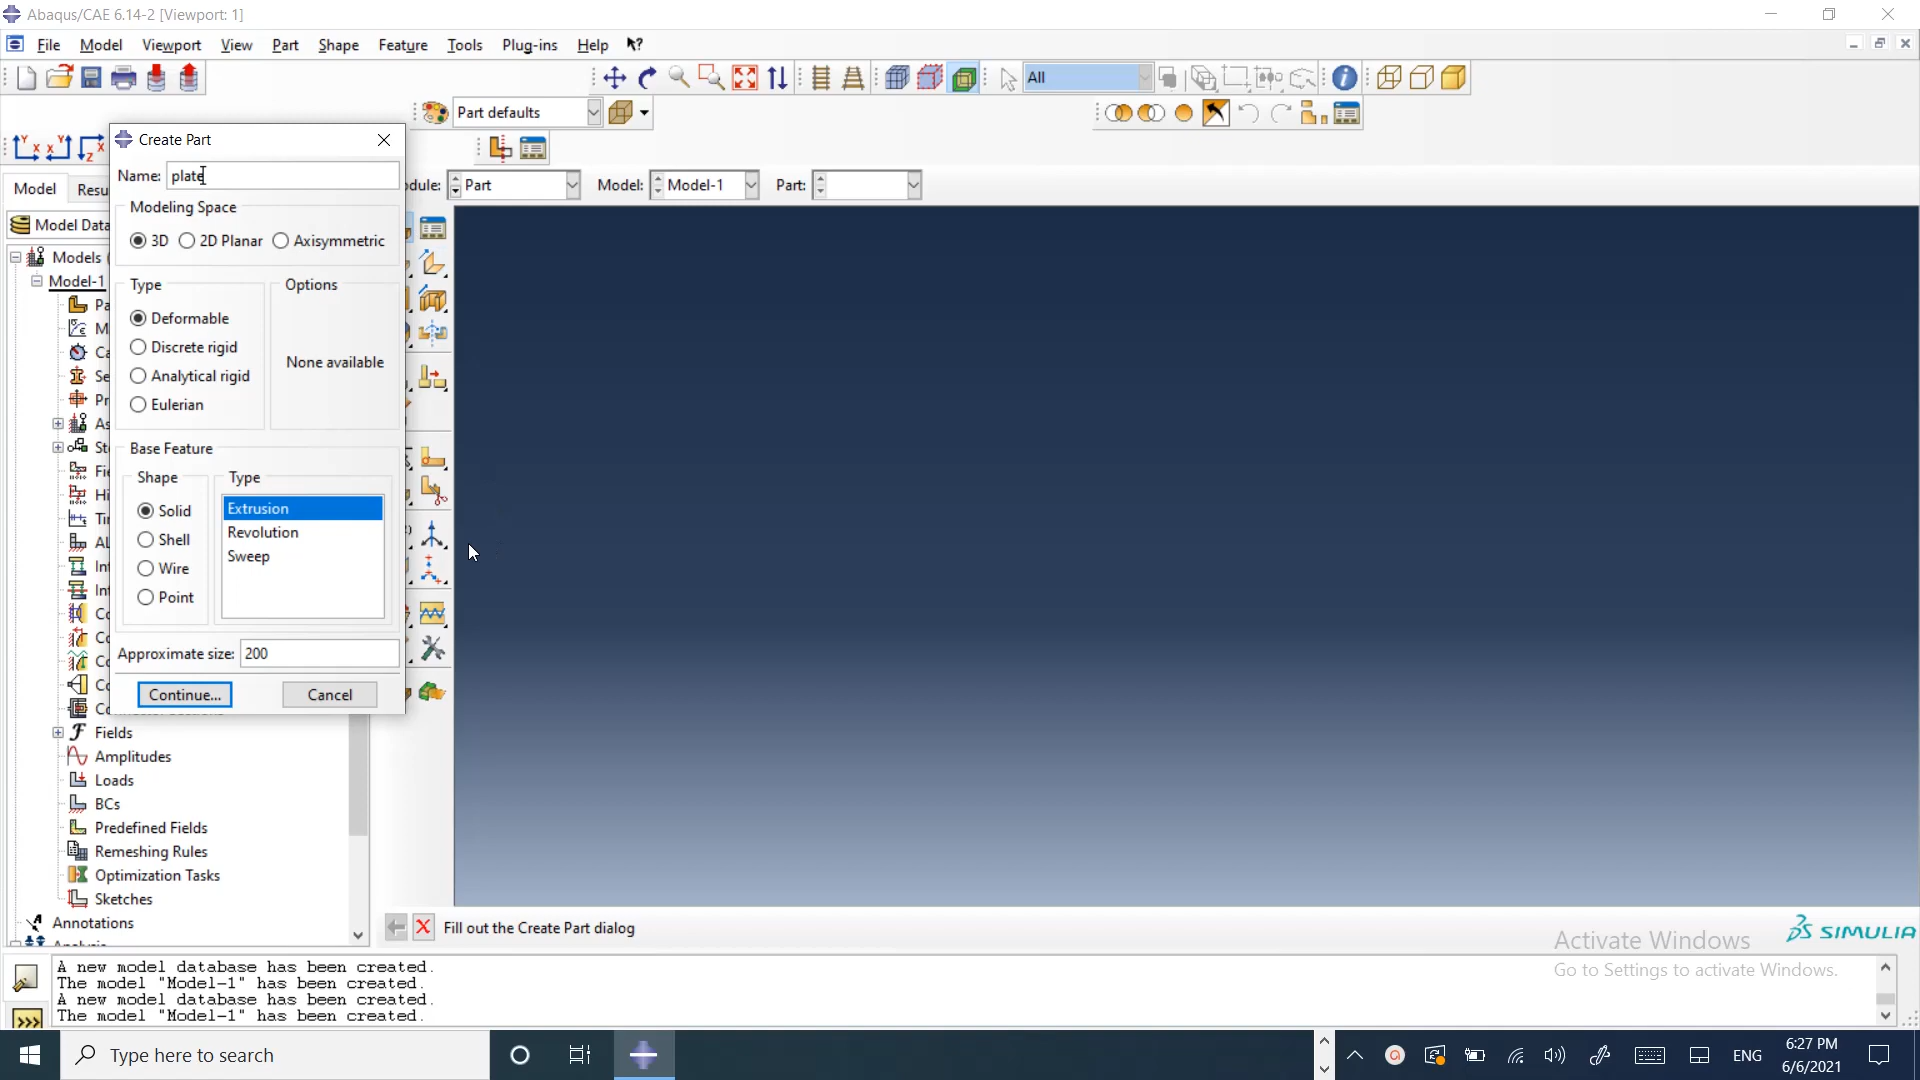 Abaqus/CAE 6.14-2 [Viewport: 1]
File Model Viewport View Part Shape Feature Tools Plug-ins Help
All
Part defaults
Create Part
Name: plate
Model
Module: Part Model: Model-1 Part:
Modeling Space
3D 2D Planar Axisymmetric
Models
Model-1
Type
Options
Deformable
Discrete rigid
None available
Analytical rigid
Eulerian
Base Feature
Shape
Type
Solid
Extrusion
Shell
Revolution
Wire
Sweep
Point
Approximate size: 200
Continue... Cancel
Fields
Amplitudes
Loads
BCs
Predefined Fields
Remeshing Rules
Optimization Tasks
Sketches
Annotations
Fill out the Create Part dialog
SIMULIA
Activate Windows
Go to Settings to activate Windows.
A new model database has been created.
The model "Model-1" has been created.
A new model database has been created.
The model "Model-1" has been created.
>>>
Type here to search
ENG
6:27 PM
6/6/2021